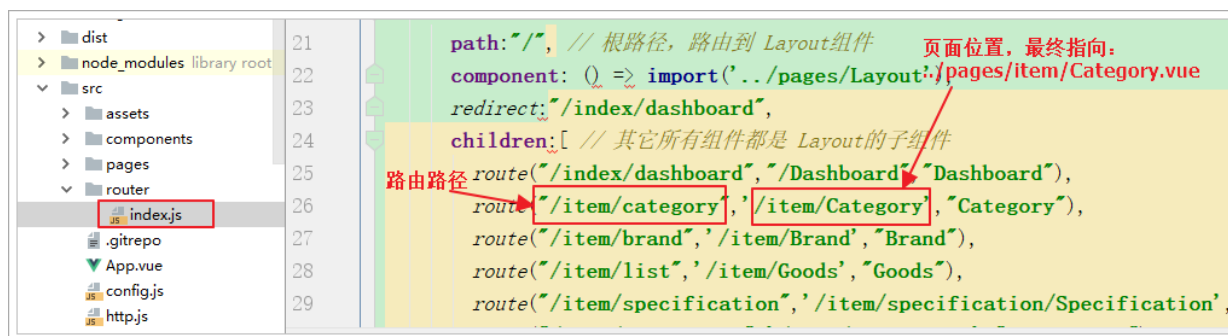 dist
node_modules library root
src
assets
components
pages
router
index.js
.gitrepo
App.vue
config.js
http.js
21 path:"/", // 根路径，路由到 Layout组件
22 component: () => import('../pages/Layout'),
23 redirect:"/index/dashboard",
24 children:[ // 其它所有组件都是 Layout的子组件
25 route("/index/dashboard","/Dashboard","Dashboard"),
26 route("/item/category",'/item/Category',"Category"),
27 route("/item/brand",'/item/Brand',"Brand"),
28 route("/item/list",'/item/Goods',"Goods"),
29 route("/item/specification",'/item/specification/Specification',
页面位置，最终指向：
../pages/item/Category.vue
路由路径